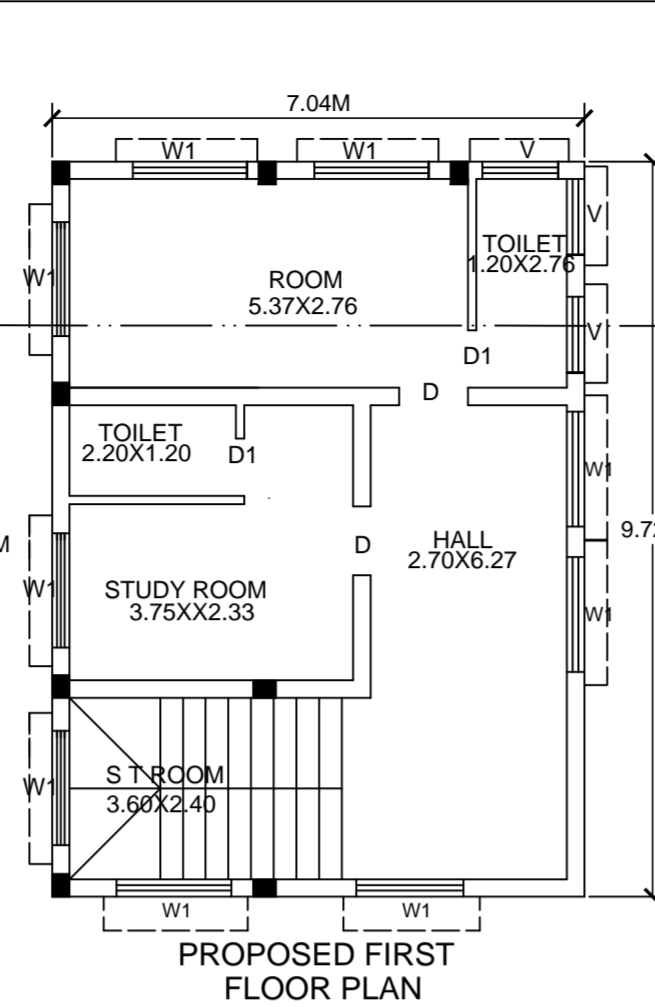 7.04M
W1
W1
V
V
TOILET
1.20X2.76
W1
ROOM
5.37X2.76
V
D1
D
TOILET
2.20X1.20
D1
W1
HALL
2.70X6.27
D
9.72
M
STUDY ROOM
3.75XX2.33
W1
W1
S T ROOM
3.60X2.40
W1
W1
W1
PROPOSED FIRST
FLOOR PLAN